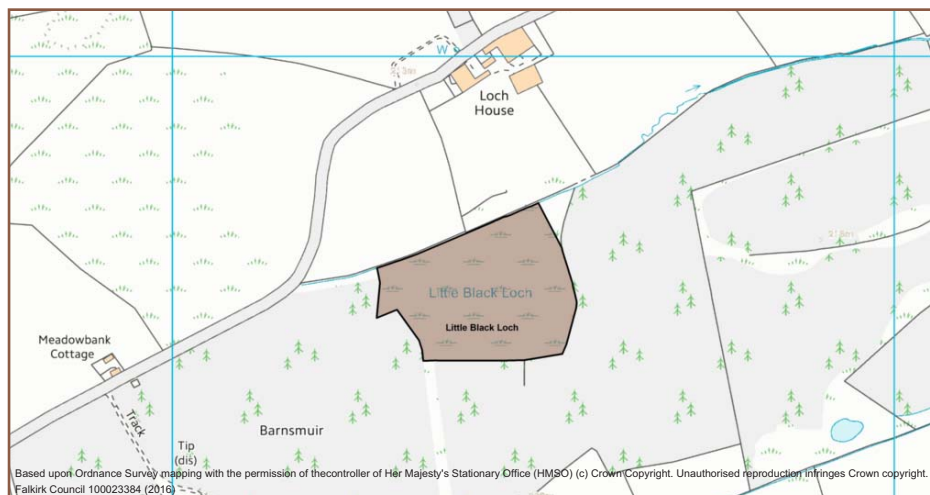 W
Loch
House
Little Black Loch
Little Black Loch
Meadowbank
Cottage
Track
Barnsmuir
Tip
(dis)
Based upon Ordnance Survey mapping with the permission of thecontroller of Her Majesty's Stationary Office (HMSO) (c) Crown Copyright. Unauthorised reproduction infringes Crown copyright.
Falkirk Council 100023384 (2016)